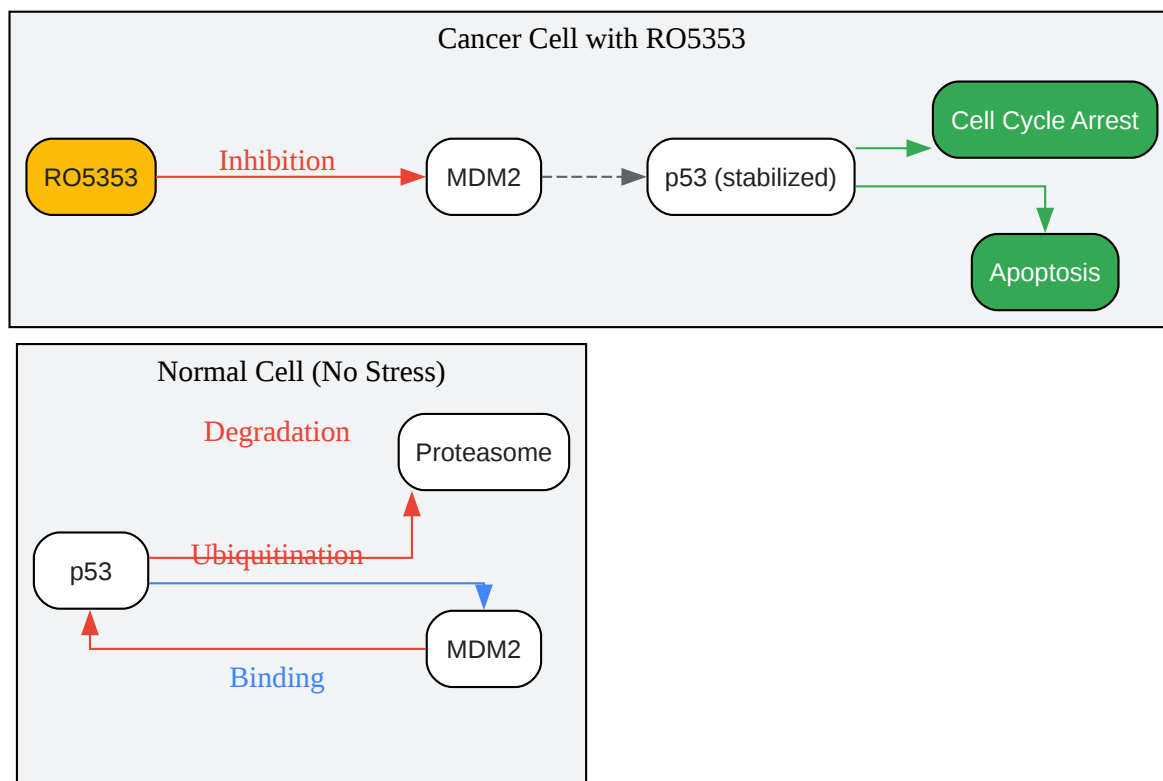 Cancer Cell with RO5353
Cell Cycle Arrest
RO5353
Inhibition
MDM2
p53 (stabilized)
Apoptosis
Normal Cell (No Stress)
Degradation
Proteasome
Ubiquitination
p53
MDM2
Binding